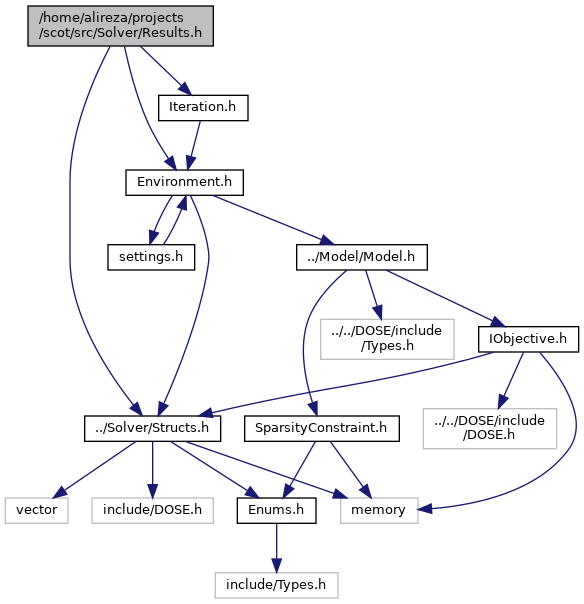 /home/alireza/projects
/scot/src/Solver/Results.h
Iteration.h
Environment.h
settings.h
../Model/Model.h
../../DOSE/include
/Types.h
IObjective.h
../Solver/Structs.h
SparsityConstraint.h
../../DOSE/include
/DOSE.h
vector
include/DOSE.h
Enums.h
memory
include/Types.h